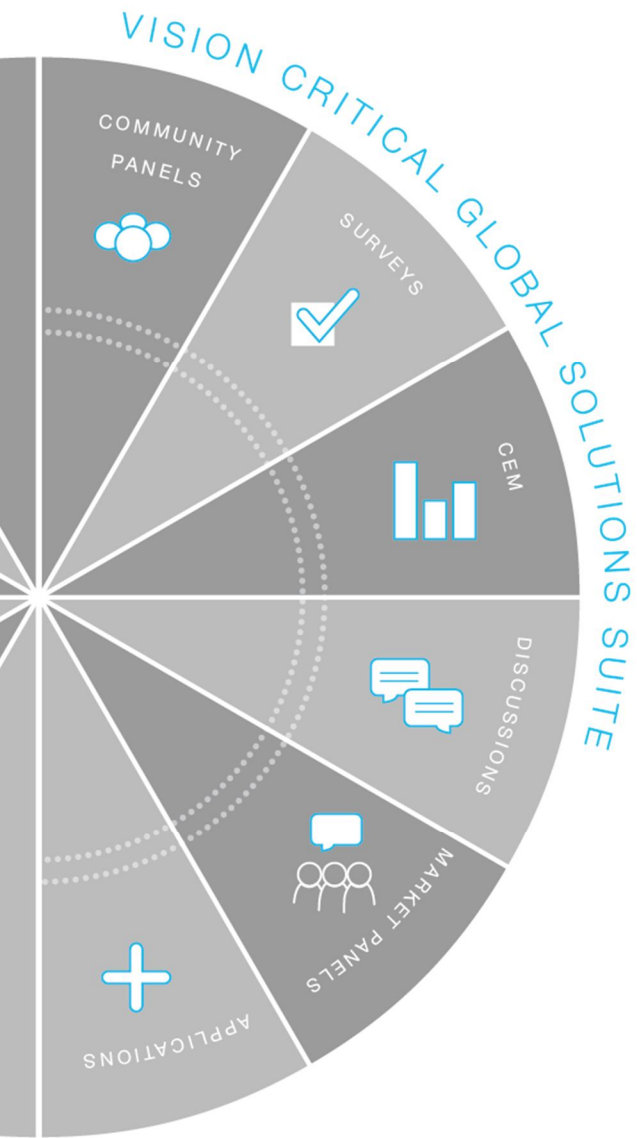 VISION CRITICAL GLOBAL SOLUTIONS SUITE
COMMUNITY
PANELS
SURVEYS
CEM
DISCUSSIONS
MARKET PANELS
APPLICATIONS